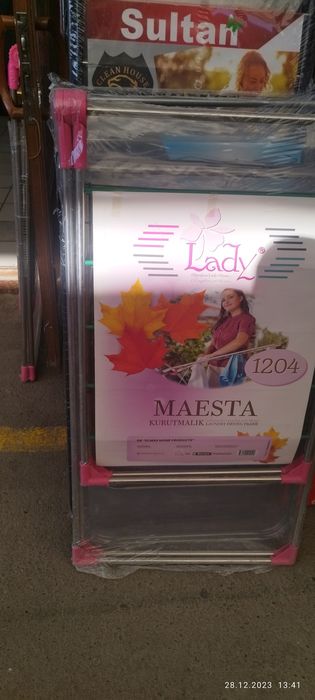 Sultan
CLEAN HOUSE
Lady®
1204
MAESTA
KURUTMALIK LAUNDRY DRYING FRAME
28.12.2023 13:41